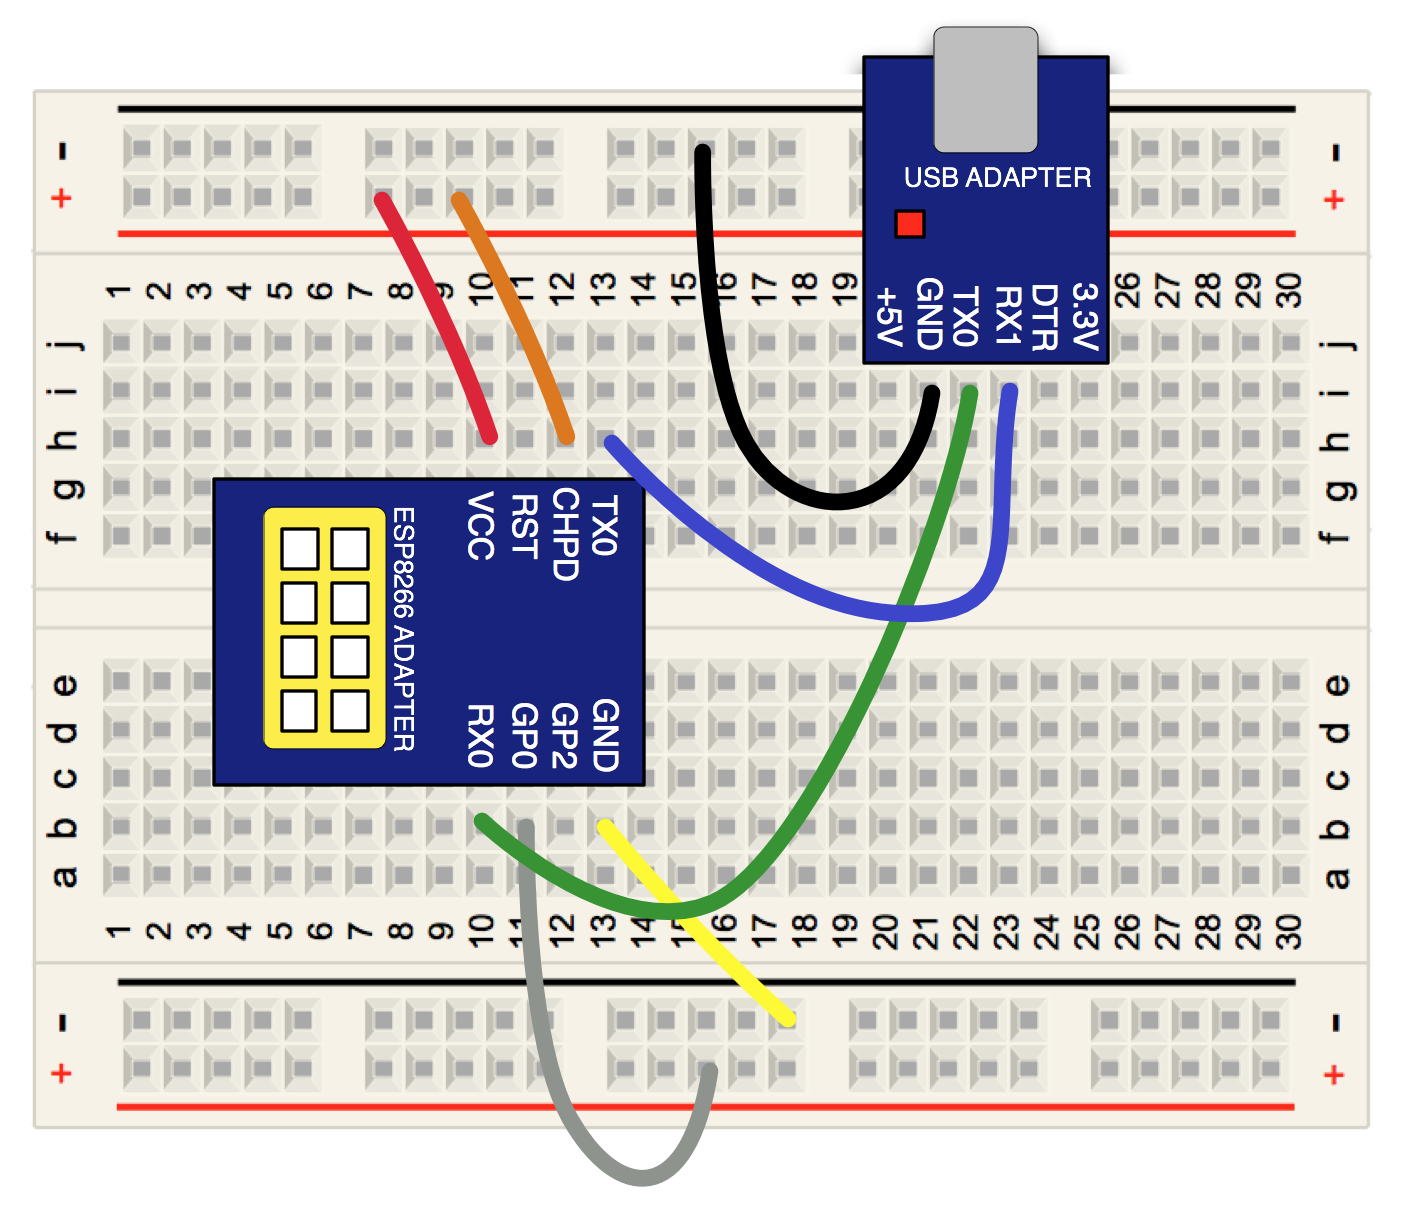 USB ADAPTER
- -
+ +
+5V GND TX0 RX1 DTR 3.3V
1 2 3 4 5 6 7 8 9 10 11 12 13 15 16 17 18 19 26 27 28 29 30
j j
i i
h h
g g
f f
VCC RST CHPD TX0
ESP8266 ADAPTER
RX0 GP0 GP2 GND
e e
d d
c c
b b
a a
1 2 3 4 5 6 7 8 9 10 11 12 13 14 15 16 17 18 19 20 21 22 23 24 25 26 27 28 29 30
- -
+ +